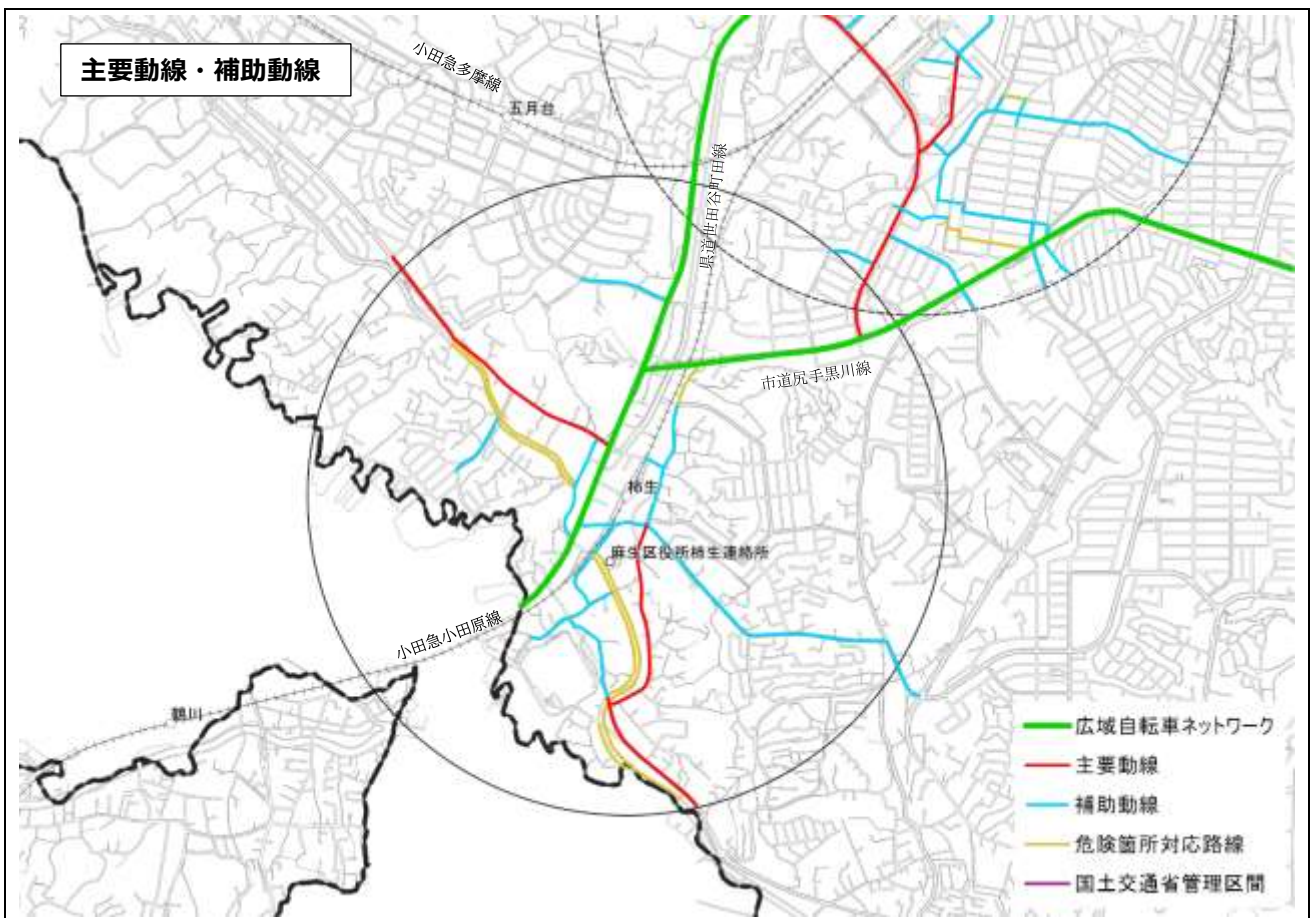 主要動線・補助動線
小田急多摩線
五月台
県道世田谷町田線
市道尻手黒川線
柿生
麻生区役所柿生連絡所
小田急小田原線
鶴川
広域自転車ネットワーク
主要動線
補助動線
危険箇所対応路線
国土交通省管理区間